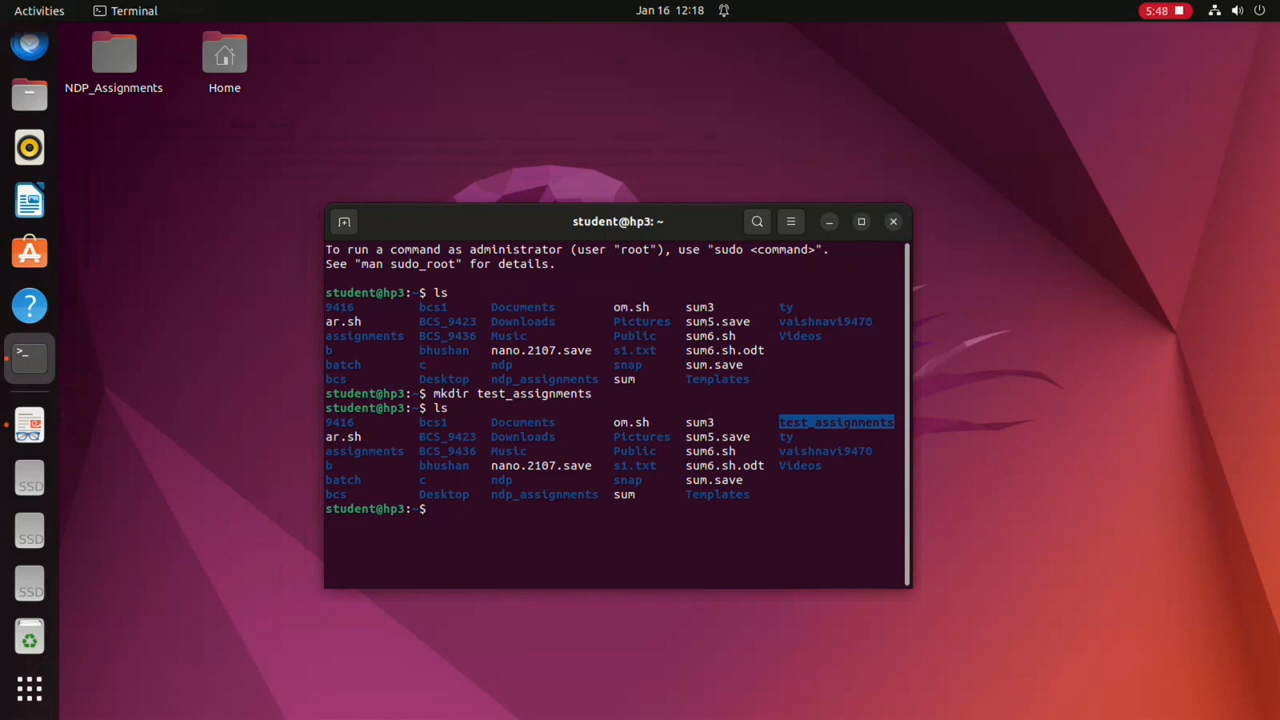 Activities Terminal Jan 16 12:18 5:48
NDP_Assignments Home
student@hp3: ~
To run a command as administrator (user "root"), use "sudo <command>".
See "man sudo_root" for details.
student@hp3:~$ ls
9416 bcs1 Documents om.sh sum3 ty
ar.sh BCS_9423 Downloads Pictures sum5.save vaishnavi9470
assignments BCS_9436 Music Public sum6.sh Videos
b bhushan nano.2107.save s1.txt sum6.sh.odt
batch c ndp snap sum.save
bcs Desktop ndp_assignments sum Templates
student@hp3:~$ mkdir test_assignments
student@hp3:~$ ls
9416 bcs1 Documents om.sh sum3 test_assignments
ar.sh BCS_9423 Downloads Pictures sum5.save ty
assignments BCS_9436 Music Public sum6.sh vaishnavi9470
b bhushan nano.2107.save s1.txt sum6.sh.odt Videos
batch c ndp snap sum.save
bcs Desktop ndp_assignments sum Templates
student@hp3:~$
SSD
SSD
SSD